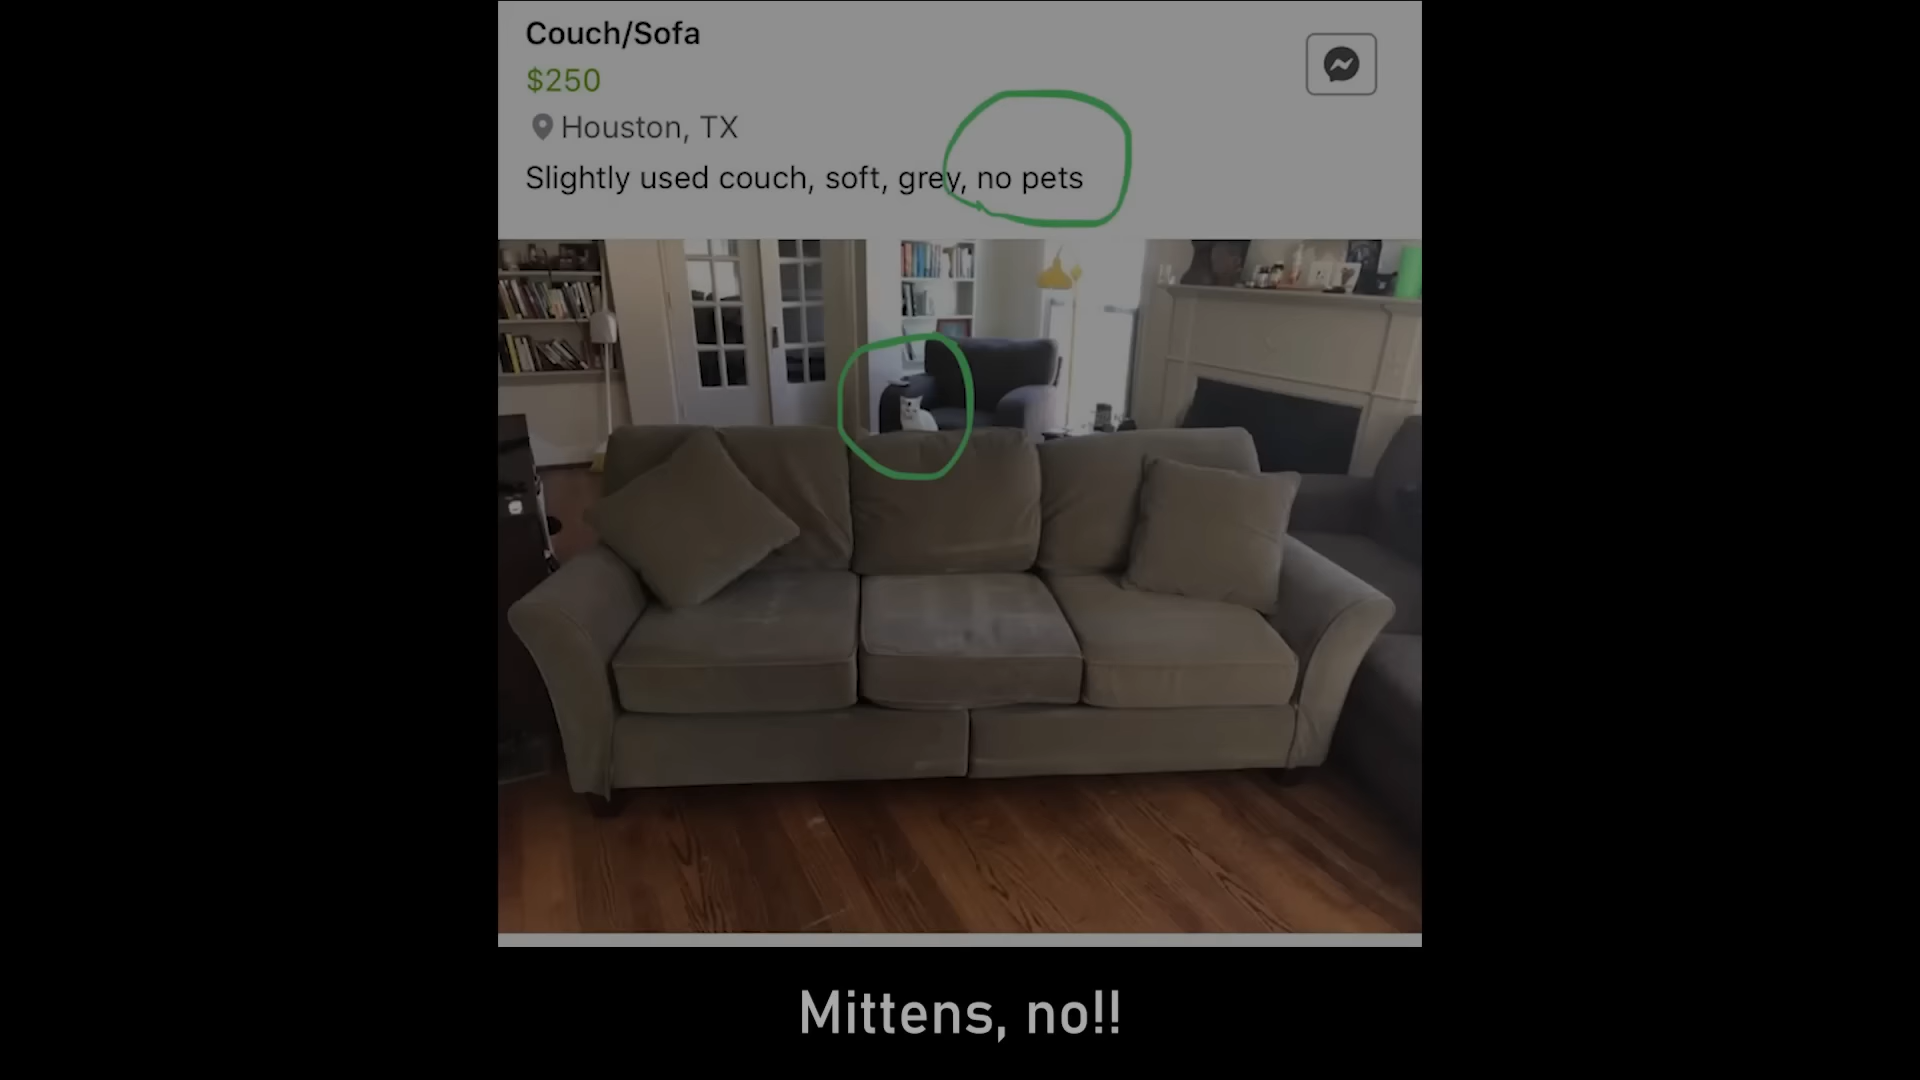 Couch/Sofa
$250
Houston, TX
Slightly used couch, soft, grey, no pets
Mittens, no!!